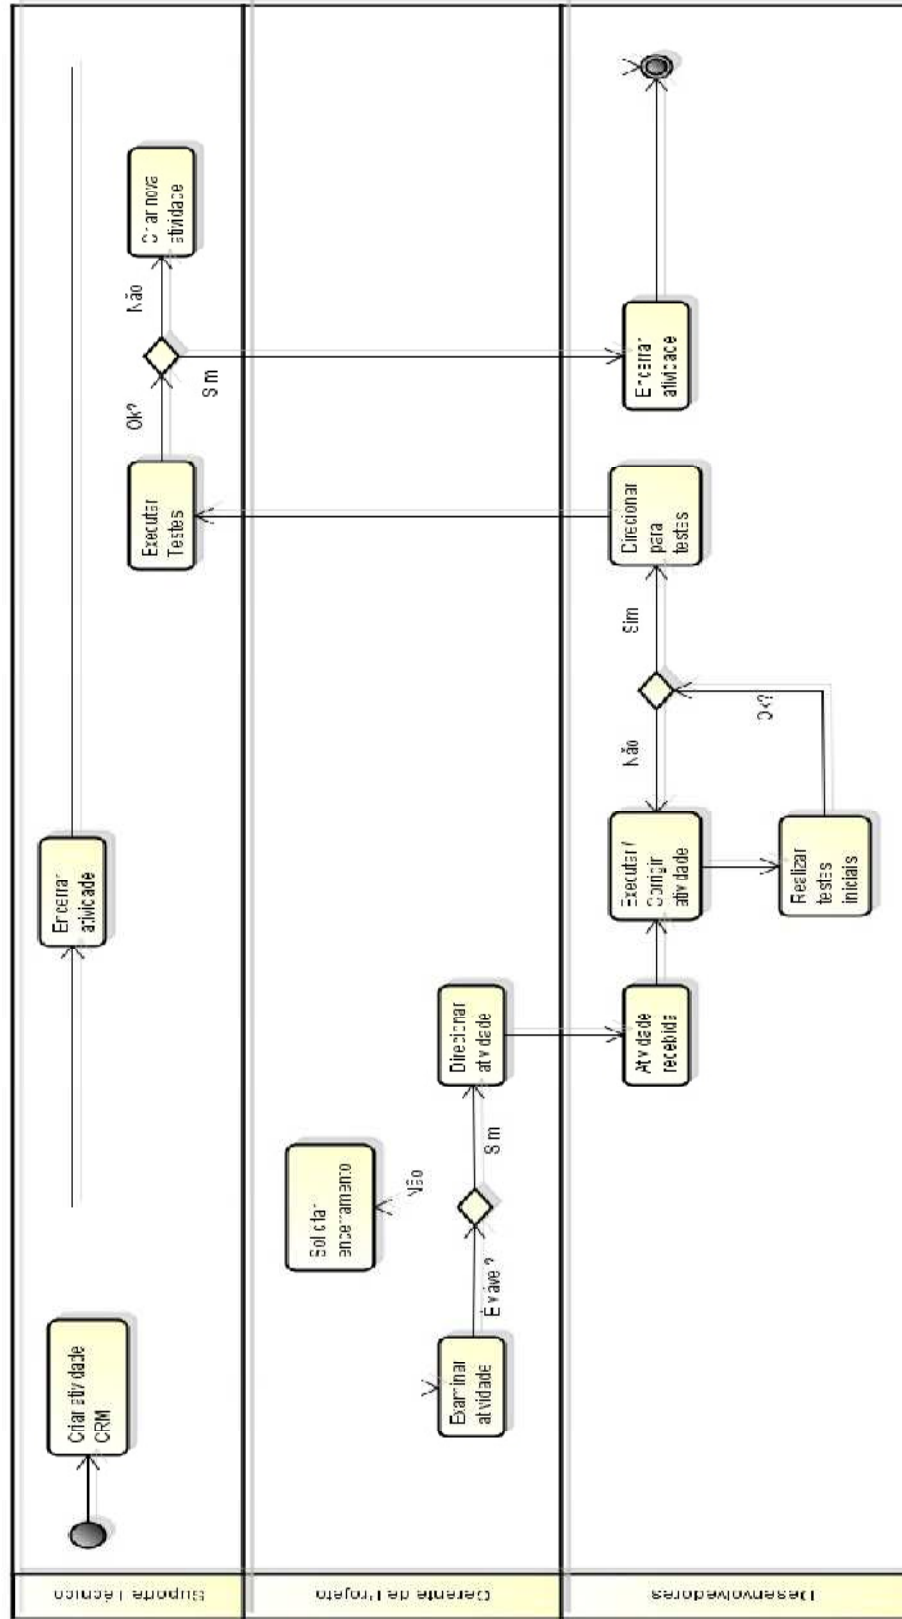 Suporte Técnico
Criar atividade
CRM
Encerrar
atividade
Executar
Testes
Ok?
Não
Sim
Criar nova
atividade
Gerente de Projeto
Examinar
atividade
É viável?
Não
Solicitar
encerramento
Sim
Direcionar
atividade
Desenvolvedores
Atividade
recebida
Executar /
Corrigir
atividade
Realizar
testes
iniciais
Ok?
Não
Sim
Direcionar
para
testes
Encerrar
atividade